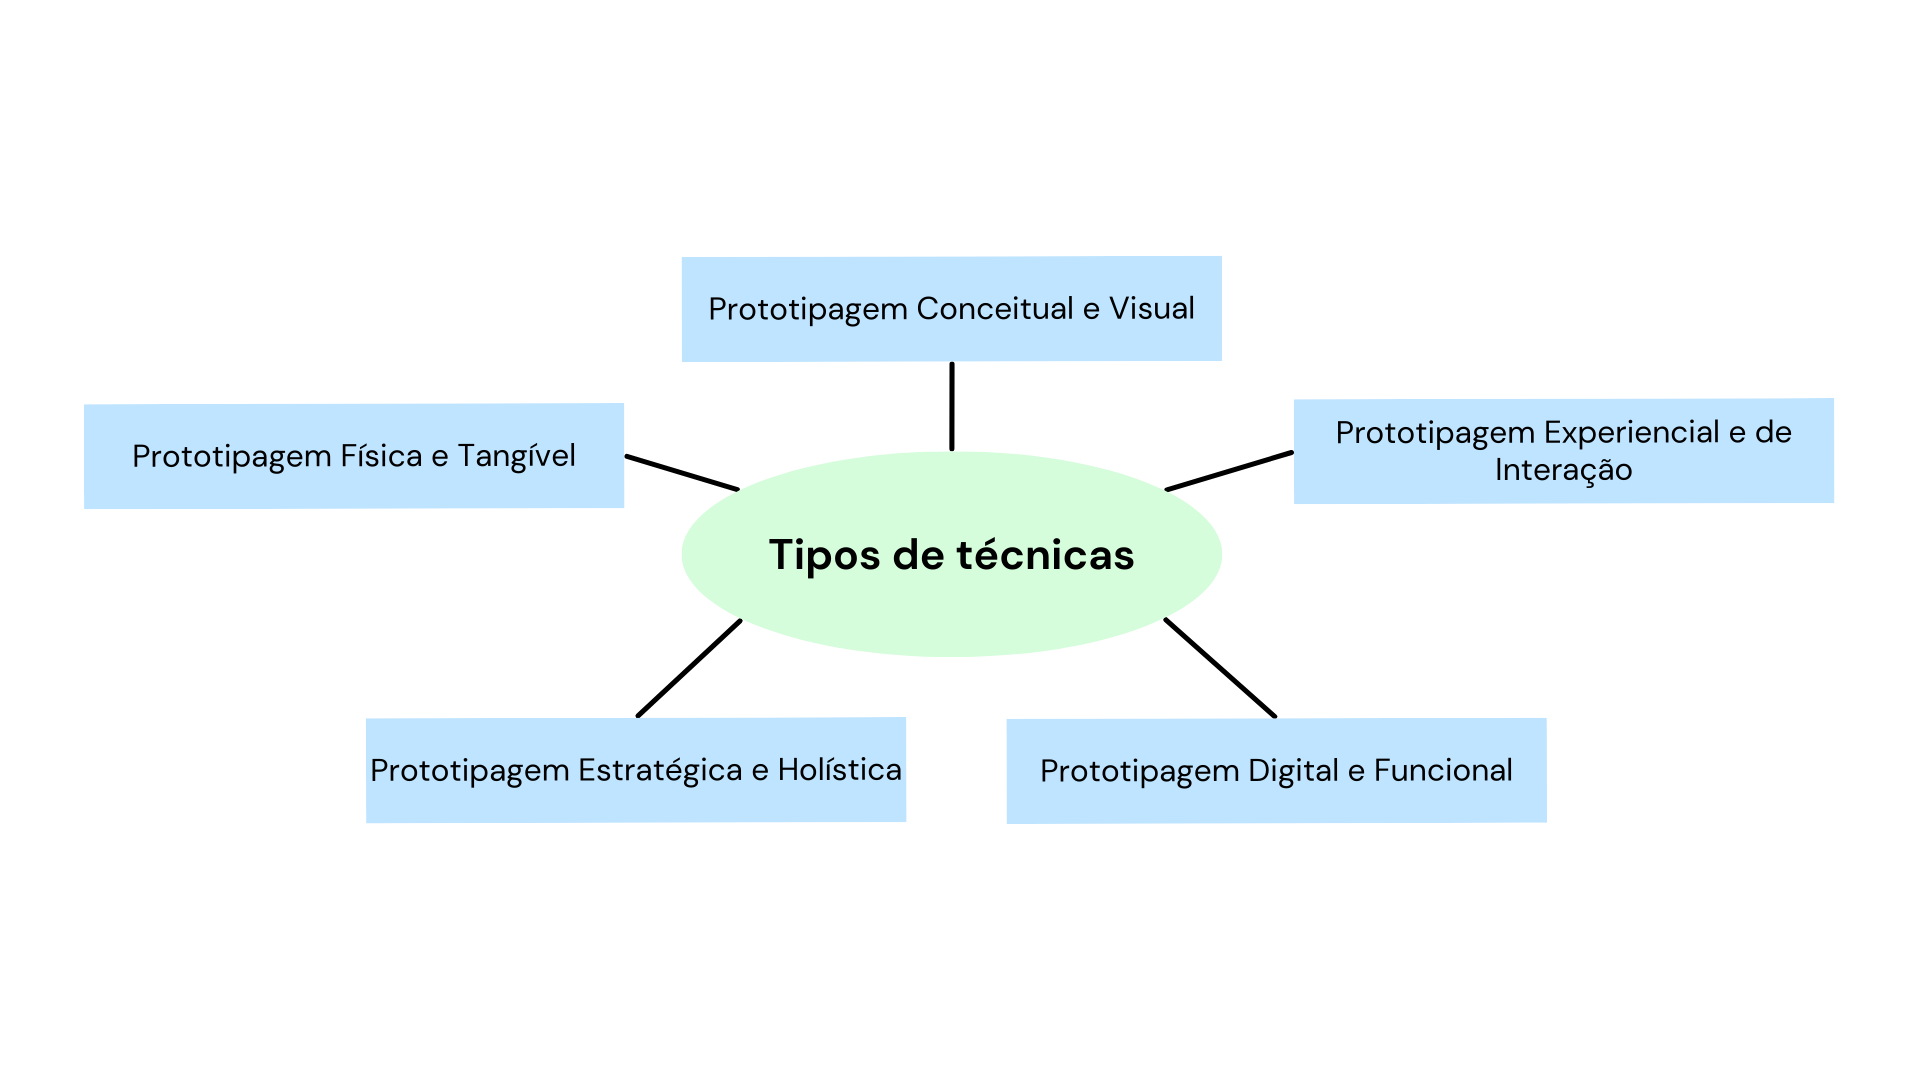 Prototipagem Conceitual e Visual
Prototipagem Física e Tangível
Prototipagem Experiencial e de
Interação
Tipos de técnicas
Prototipagem Estratégica e Holística
Prototipagem Digital e Funcional